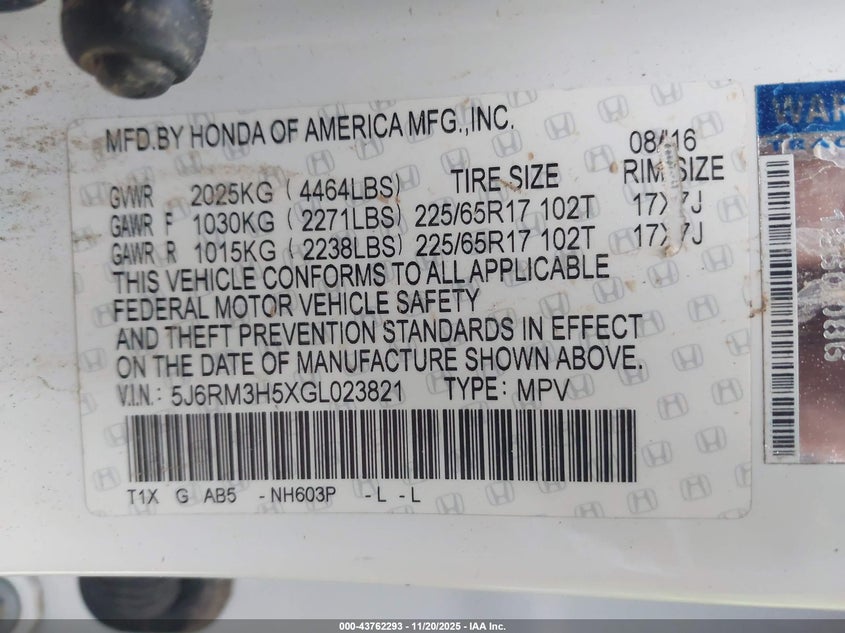 MFD.BY HONDA OF AMERICA MFG.,INC. 08/16
TIRE SIZE RIM SIZE
GVWR 2025KG (4464LBS)
GAWR F 1030KG (2271LBS) 225/65R17 102T 17X7J
GAWR R 1015KG (2238LBS) 225/65R17 102T 17X7J
THIS VEHICLE CONFORMS TO ALL APPLICABLE
FEDERAL MOTOR VEHICLE SAFETY
AND THEFT PREVENTION STANDARDS IN EFFECT
ON THE DATE OF MANUFACTURE SHOWN ABOVE.
V.I.N.: 5J6RM3H5XGL023821 TYPE: MPV
T1X G AB5 -NH603P -L -L
WAR
000-43762293 - 11/20/2025 - IAA Inc.